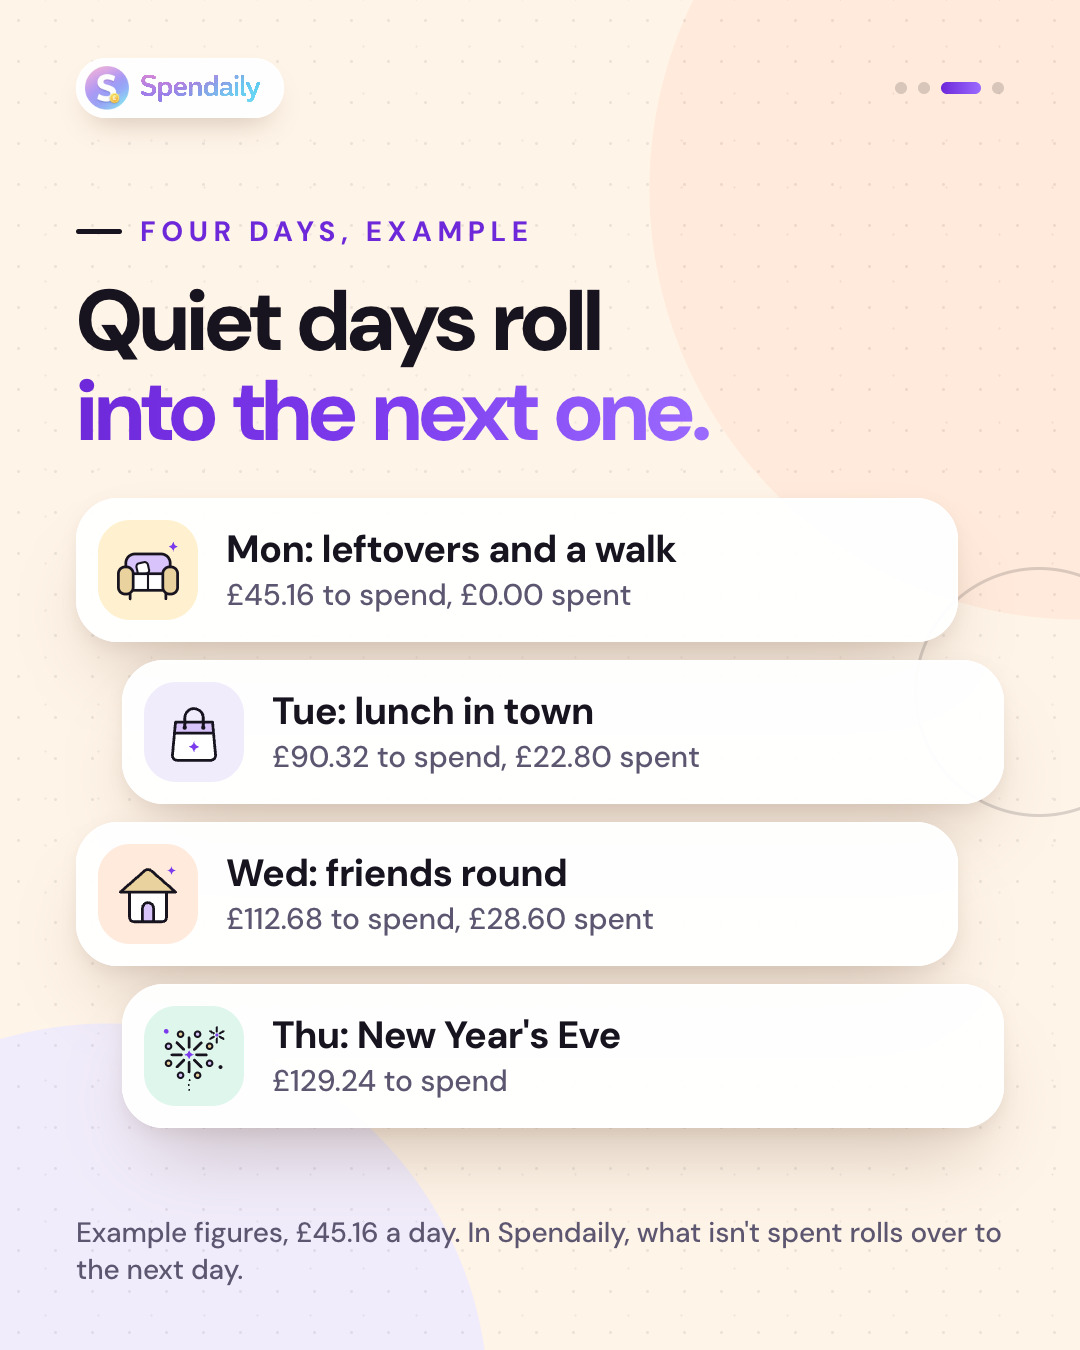 Spendaily
FOUR DAYS, EXAMPLE
Quiet days roll
into the next one.
Mon: leftovers and a walk
£45.16 to spend, £0.00 spent
Tue: lunch in town
£90.32 to spend, £22.80 spent
Wed: friends round
£112.68 to spend, £28.60 spent
Thu: New Year's Eve
£129.24 to spend
Example figures, £45.16 a day. In Spendaily, what isn't spent rolls over to
the next day.